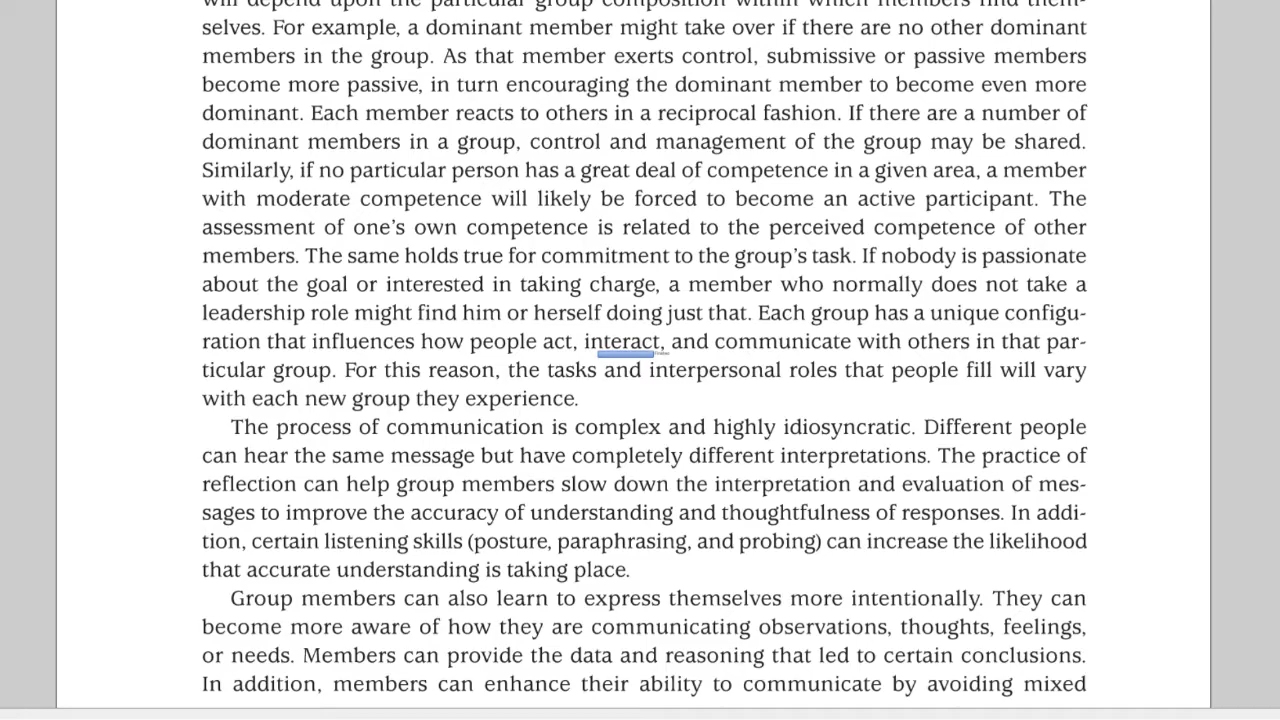 will depend upon the particular group composition within which members find them-
selves. For example, a dominant member might take over if there are no other dominant
members in the group. As that member exerts control, submissive or passive members
become more passive, in turn encouraging the dominant member to become even more
dominant. Each member reacts to others in a reciprocal fashion. If there are a number of
dominant members in a group, control and management of the group may be shared.
Similarly, if no particular person has a great deal of competence in a given area, a member
with moderate competence will likely be forced to become an active participant. The
assessment of one’s own competence is related to the perceived competence of other
members. The same holds true for commitment to the group’s task. If nobody is passionate
about the goal or interested in taking charge, a member who normally does not take a
leadership role might find him or herself doing just that. Each group has a unique configu-
ration that influences how people act, interact, and communicate with others in that par-
ticular group. For this reason, the tasks and interpersonal roles that people fill will vary
with each new group they experience.
The process of communication is complex and highly idiosyncratic. Different people
can hear the same message but have completely different interpretations. The practice of
reflection can help group members slow down the interpretation and evaluation of mes-
sages to improve the accuracy of understanding and thoughtfulness of responses. In addi-
tion, certain listening skills (posture, paraphrasing, and probing) can increase the likelihood
that accurate understanding is taking place.
Group members can also learn to express themselves more intentionally. They can
become more aware of how they are communicating observations, thoughts, feelings,
or needs. Members can provide the data and reasoning that led to certain conclusions.
In addition, members can enhance their ability to communicate by avoiding mixed